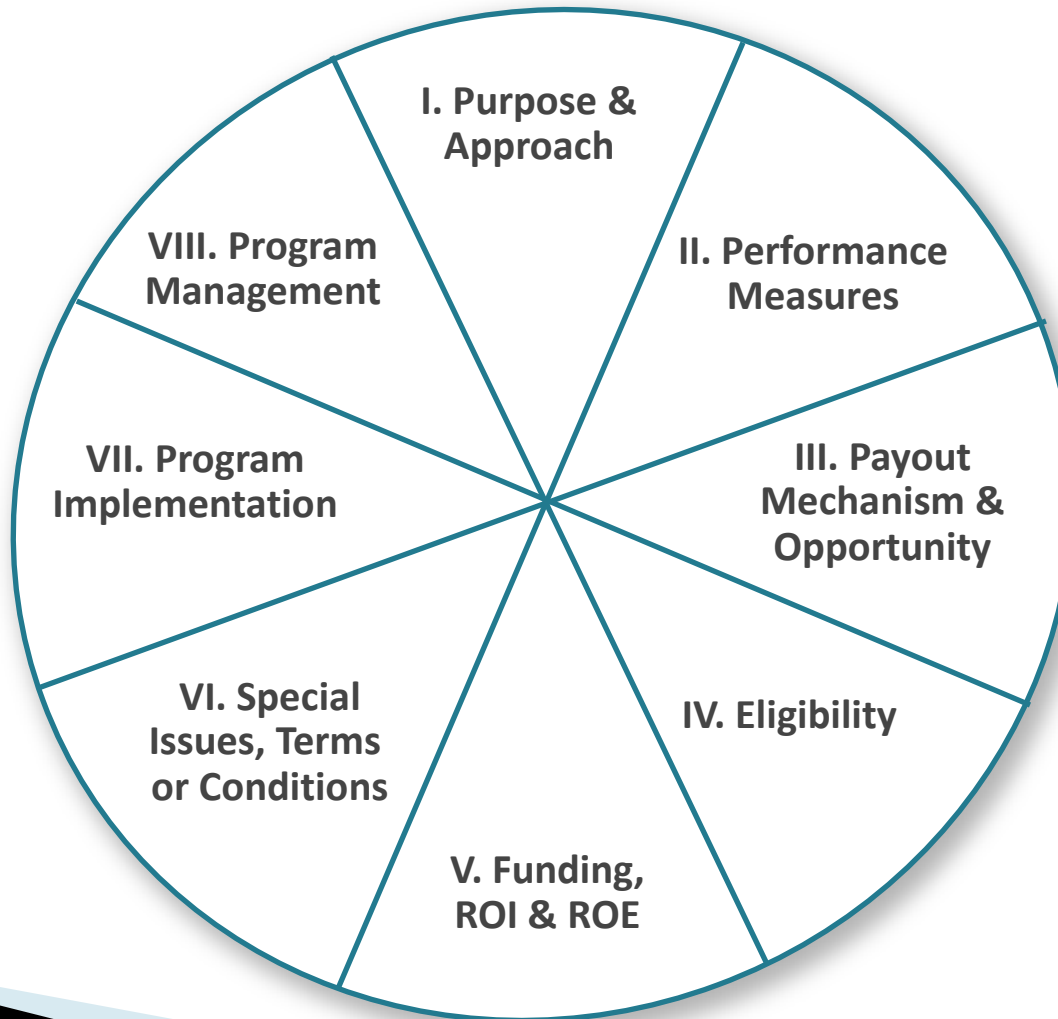 I. Purpose &
Approach
II. Performance
Measures
III. Payout
Mechanism &
Opportunity
IV. Eligibility
V. Funding,
ROI & ROE
VI. Special
Issues, Terms
or Conditions
VII. Program
Implementation
VIII. Program
Management